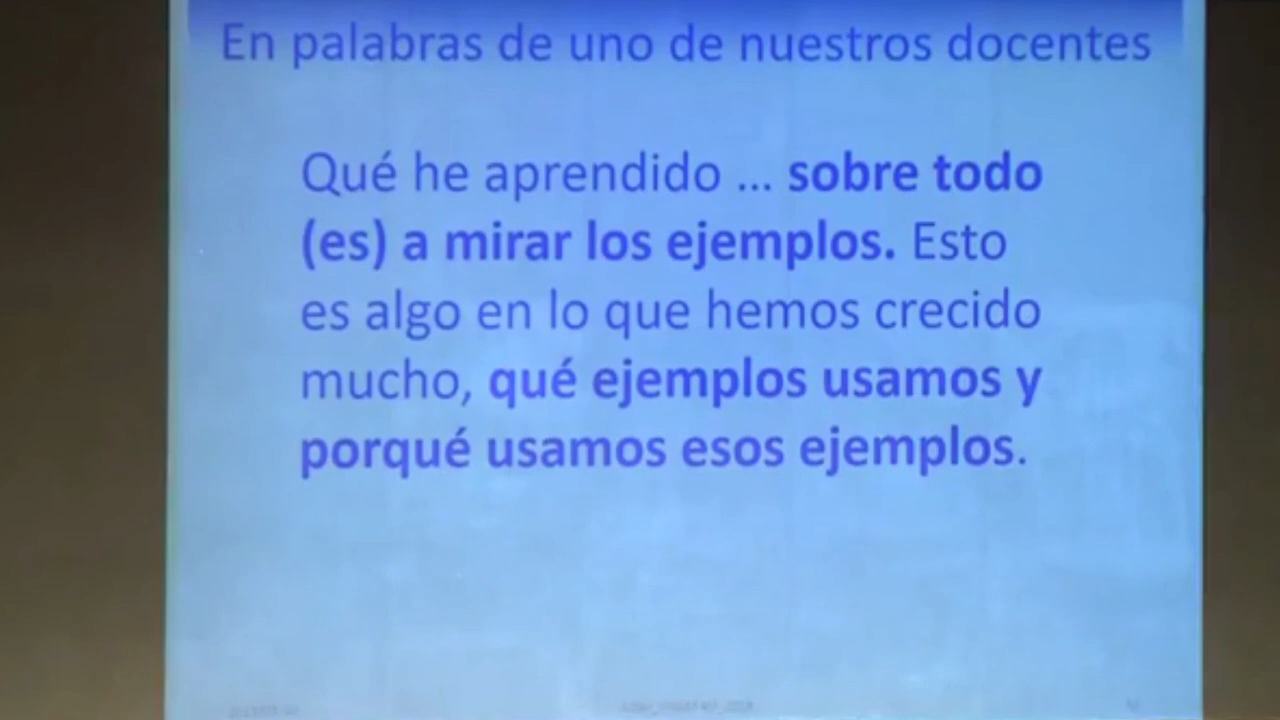 En palabras de uno de nuestros docentes
Qué he aprendido ... sobre todo
(es) a mirar los ejemplos. Esto
es algo en lo que hemos crecido
mucho, qué ejemplos usamos y
porqué usamos esos ejemplos.